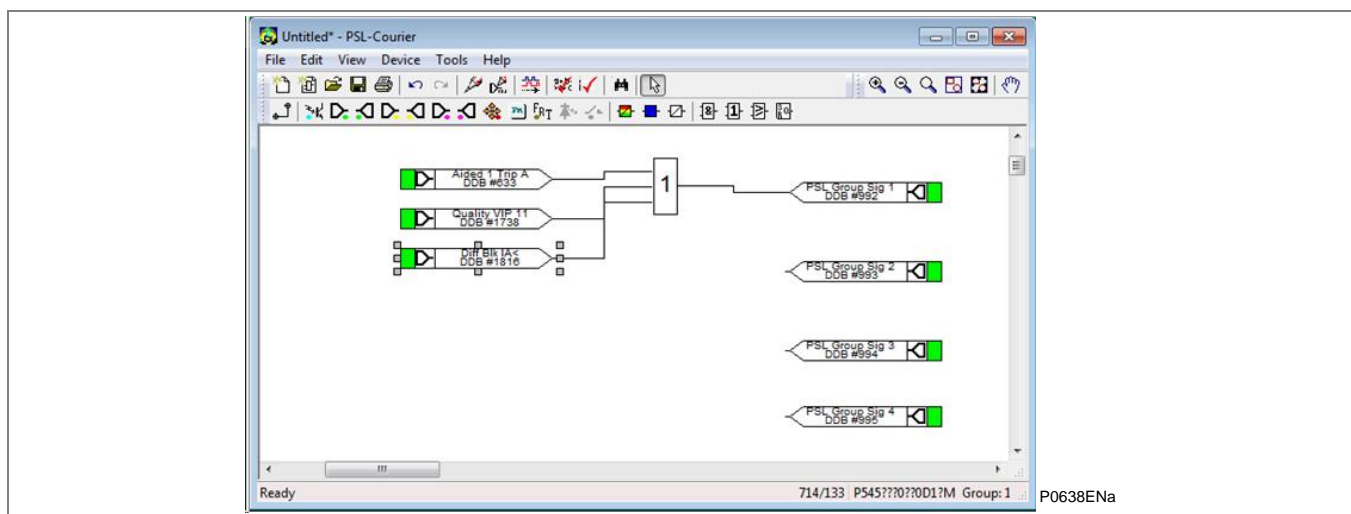 Untitled* - PSL-Courier
File Edit View Device Tools Help
Aided 1 Trip A
DDB #633
1
PSL Group Sig 1
DDB #992
Quality VIP 11
DDB #1738
Diff Blk IA<
DDB #1816
PSL Group Sig 2
DDB #993
PSL Group Sig 3
DDB #994
PSL Group Sig 4
DDB #995
Ready 714/133 P545???0??0D1?M Group: 1
P0638ENa